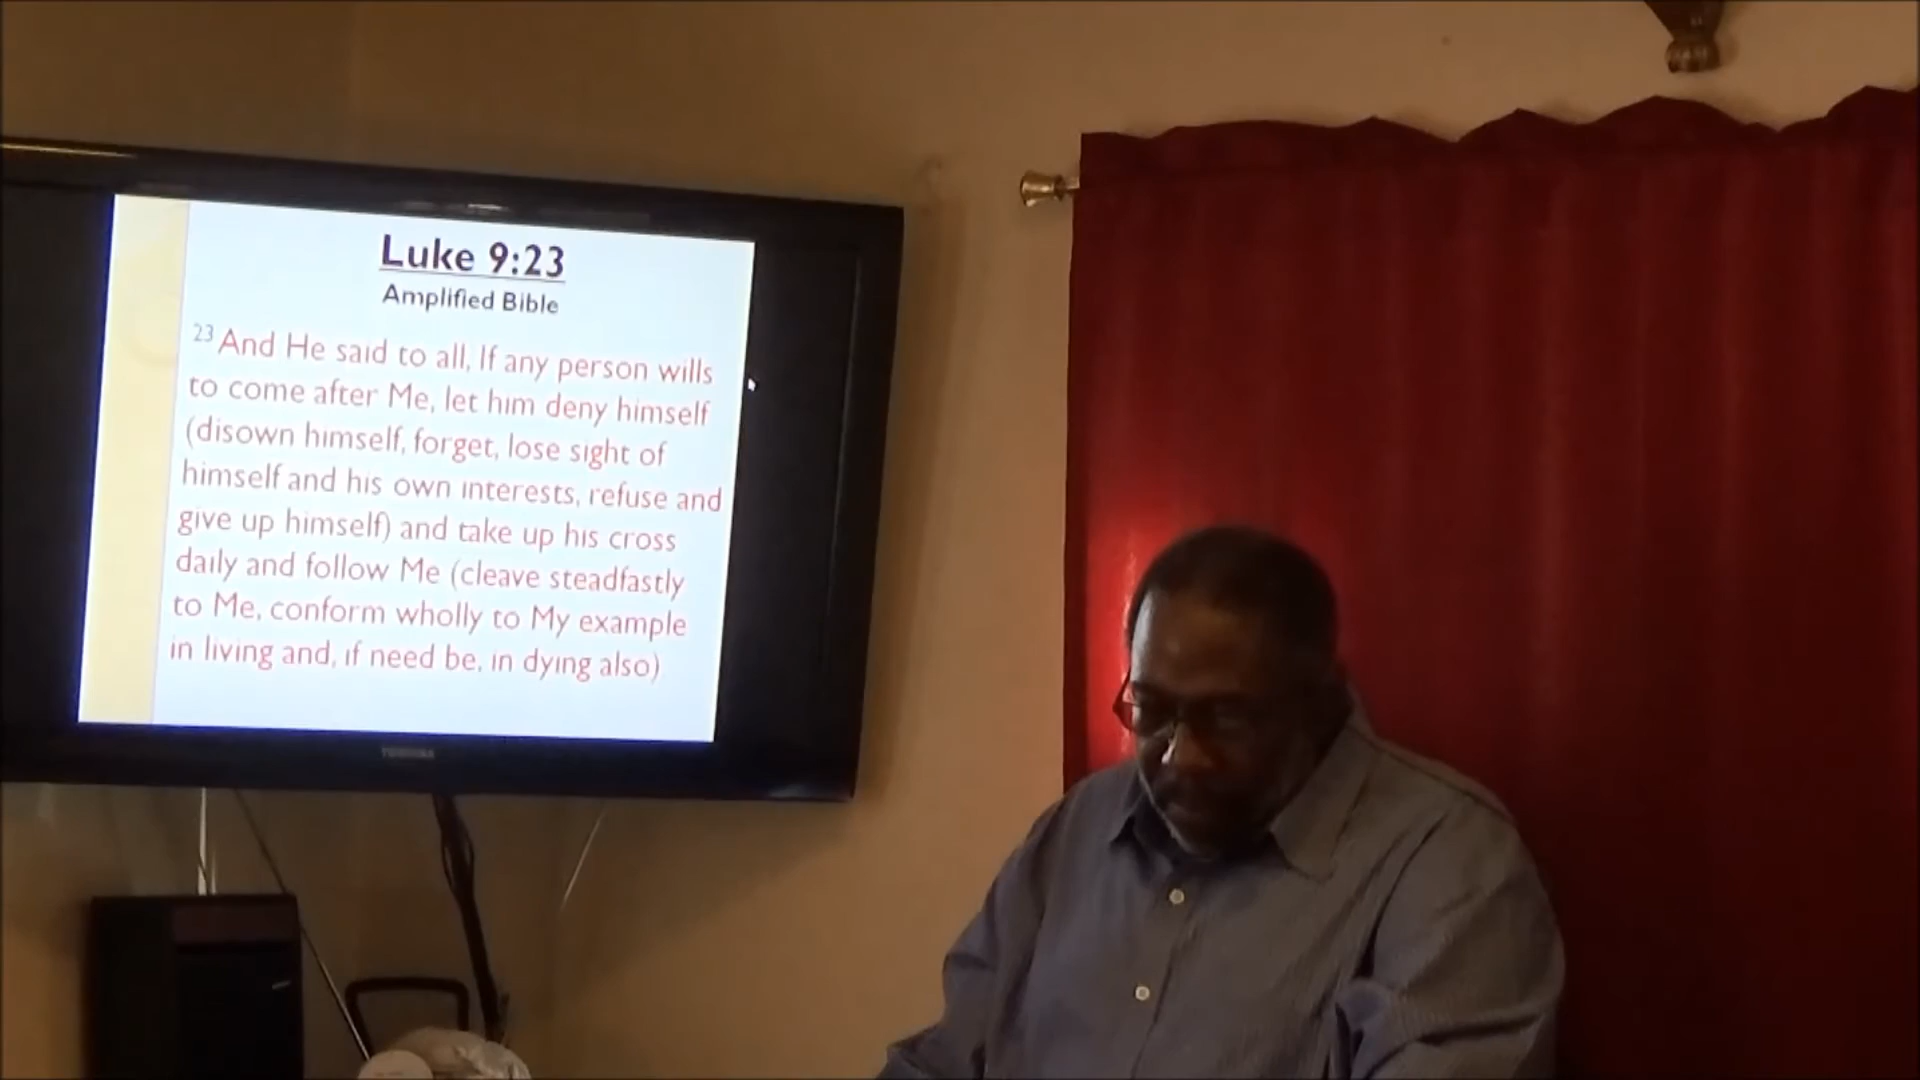 Luke 9:23
Amplified Bible
23 And He said to all, If any person wills
to come after Me, let him deny himself
(disown himself, forget, lose sight of
himself and his own interests, refuse and
give up himself) and take up his cross
daily and follow Me (cleave steadfastly
to Me, conform wholly to My example
in living and, if need be, in dying also)
TOSHIBA